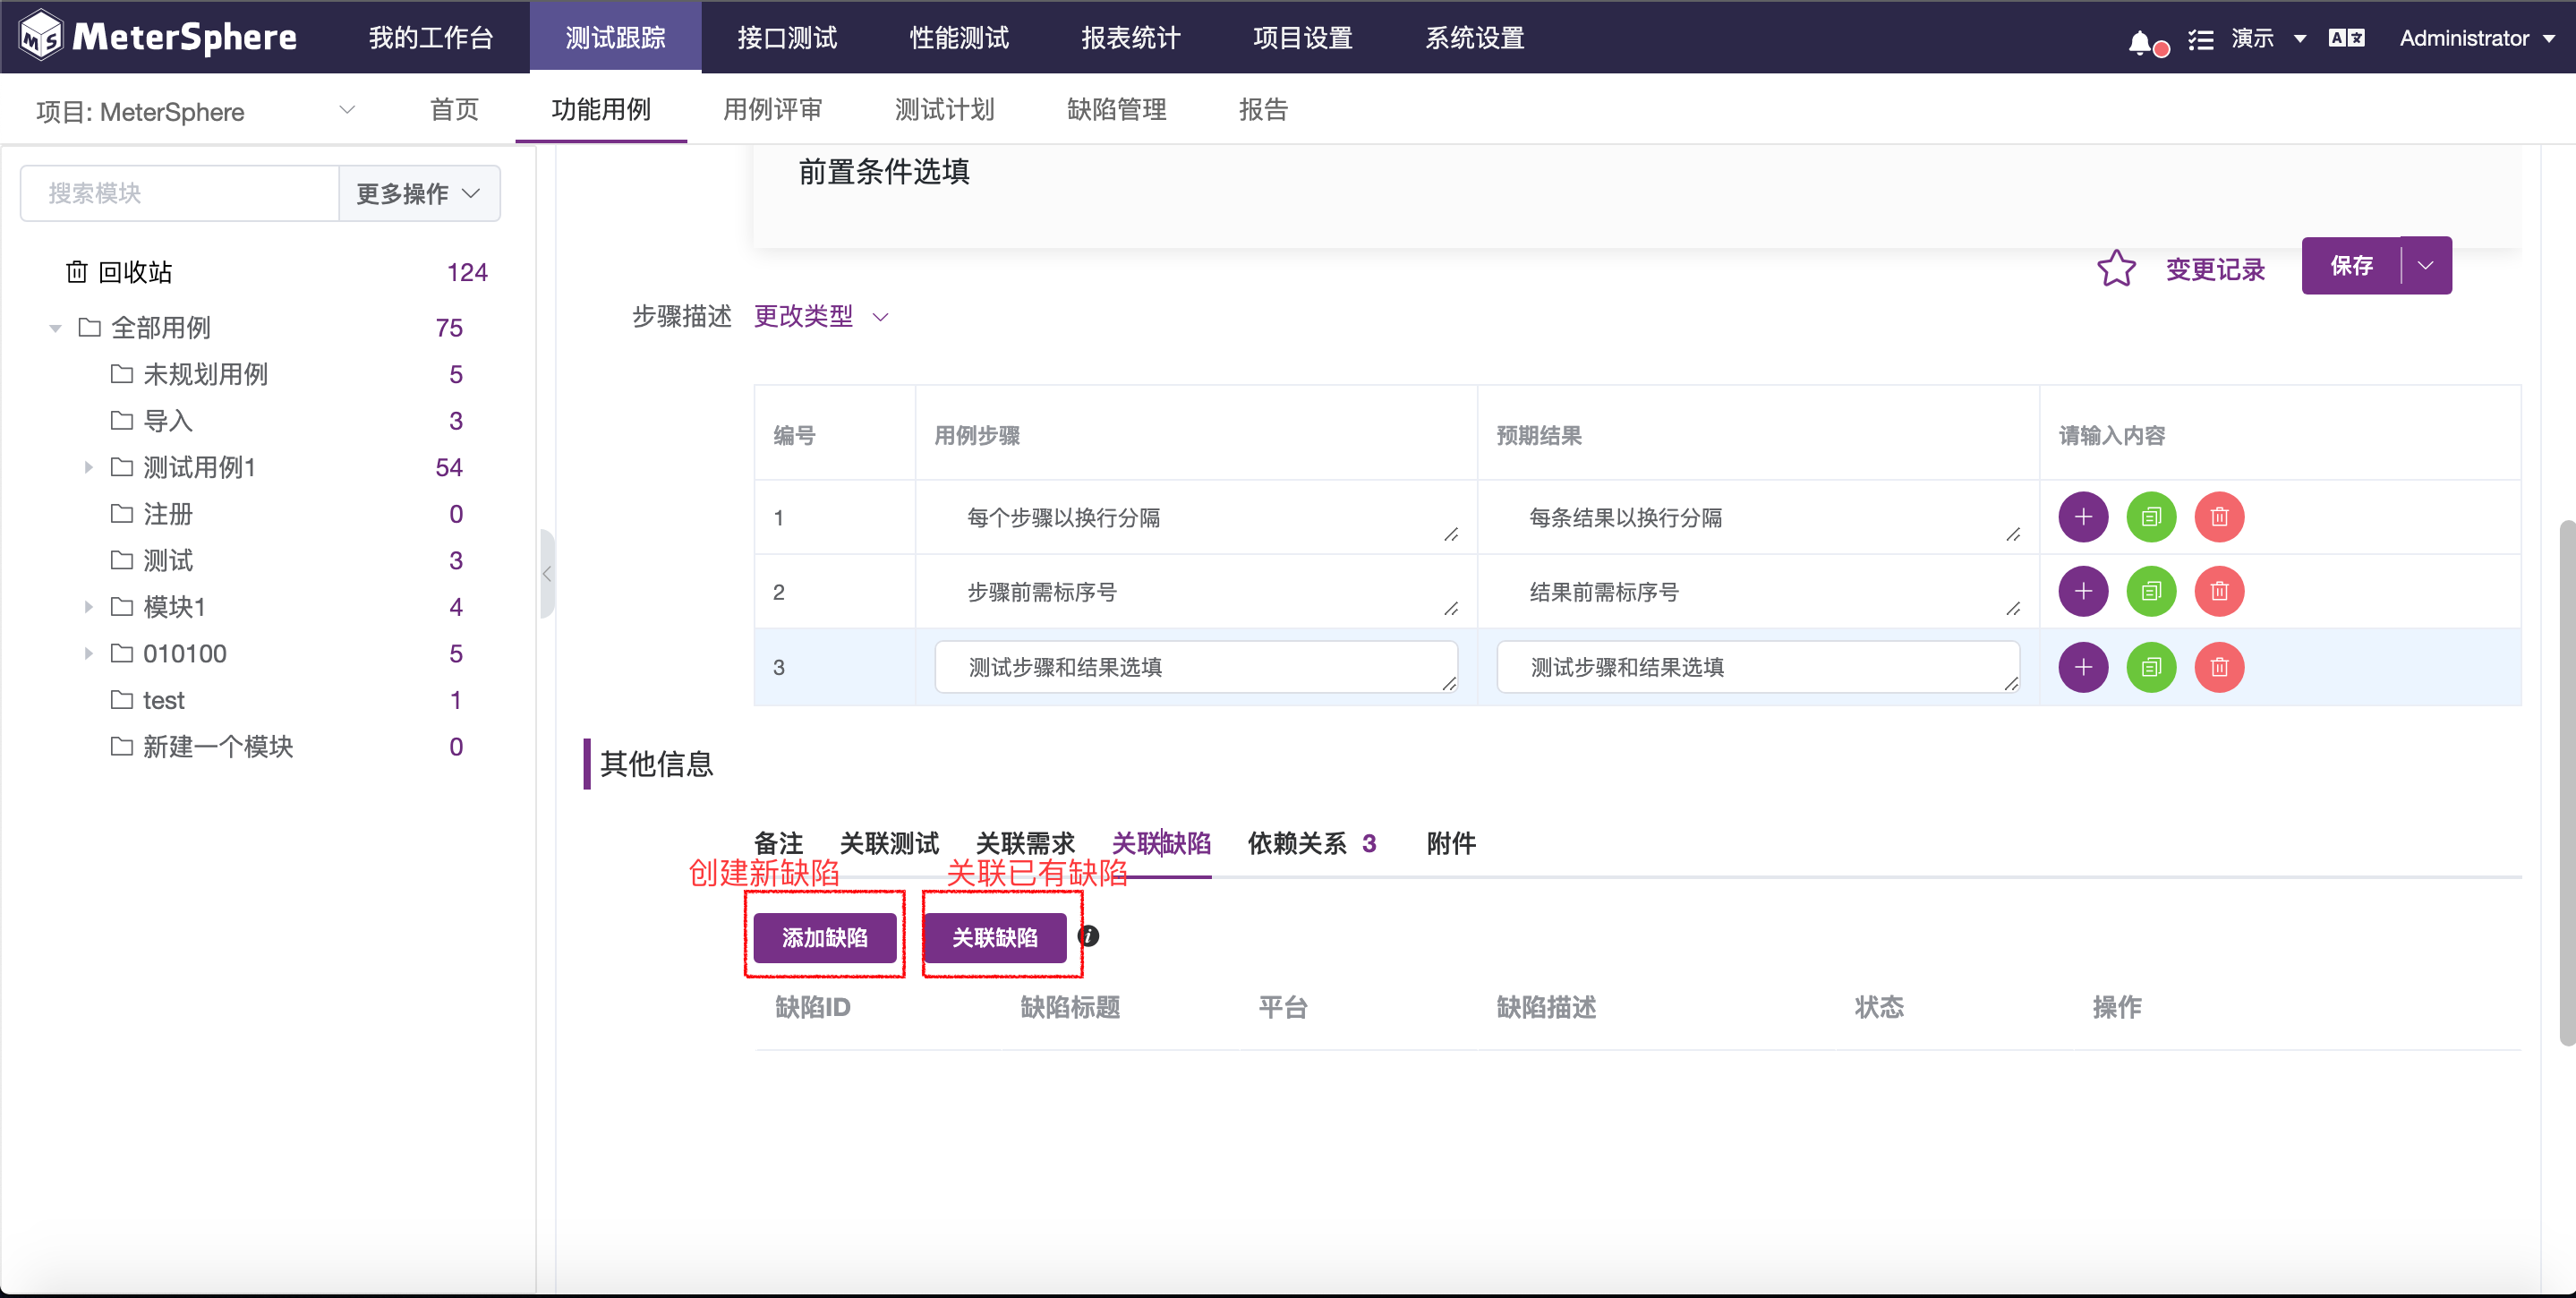 MeterSphere 我的工作台 测试跟踪 接口测试 性能测试 报表统计 项目设置 系统设置 演示 Administrator
项目: MeterSphere 首页 功能用例 用例评审 测试计划 缺陷管理 报告
搜索模块 更多操作
回收站 124
全部用例 75
未规划用例 5
导入 3
测试用例1 54
注册 0
测试 3
模块1 4
010100 5
test 1
新建一个模块 0
前置条件选填
变更记录 保存
步骤描述 更改类型
编号 用例步骤 预期结果 请输入内容
1 每个步骤以换行分隔 每条结果以换行分隔
2 步骤前需标序号 结果前需标序号
3 测试步骤和结果选填 测试步骤和结果选填
其他信息
备注 关联测试 关联需求 关联缺陷 依赖关系 3 附件
创建新缺陷 关联已有缺陷
添加缺陷 关联缺陷
缺陷ID 缺陷标题 平台 缺陷描述 状态 操作